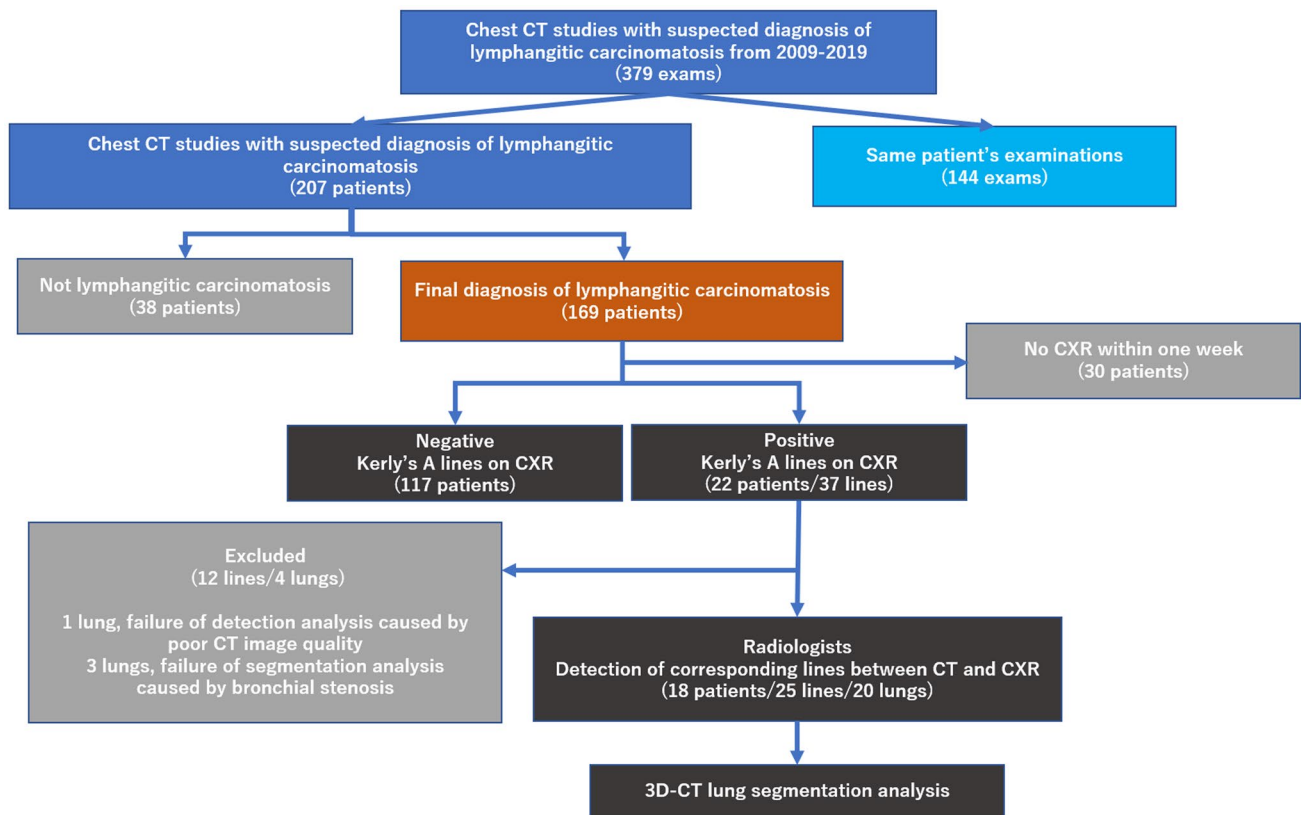 Chest CT studies with suspected diagnosis of
lymphangitic carcinomatosis from 2009-2019
(379 exams)
Chest CT studies with suspected diagnosis of lymphangitic
carcinomatosis
(207 patients)
Same patient's examinations
(144 exams)
Not lymphangitic carcinomatosis
(38 patients)
Final diagnosis of lymphangitic carcinomatosis
(169 patients)
No CXR within one week
(30 patients)
Negative
Kerly's A lines on CXR
(117 patients)
Positive
Kerly's A lines on CXR
(22 patients/37 lines)
Excluded
(12 lines/4 lungs)
1 lung, failure of detection analysis caused by
poor CT image quality
3 lungs, failure of segmentation analysis
caused by bronchial stenosis
Radiologists
Detection of corresponding lines between CT and CXR
(18 patients/25 lines/20 lungs)
3D-CT lung segmentation analysis